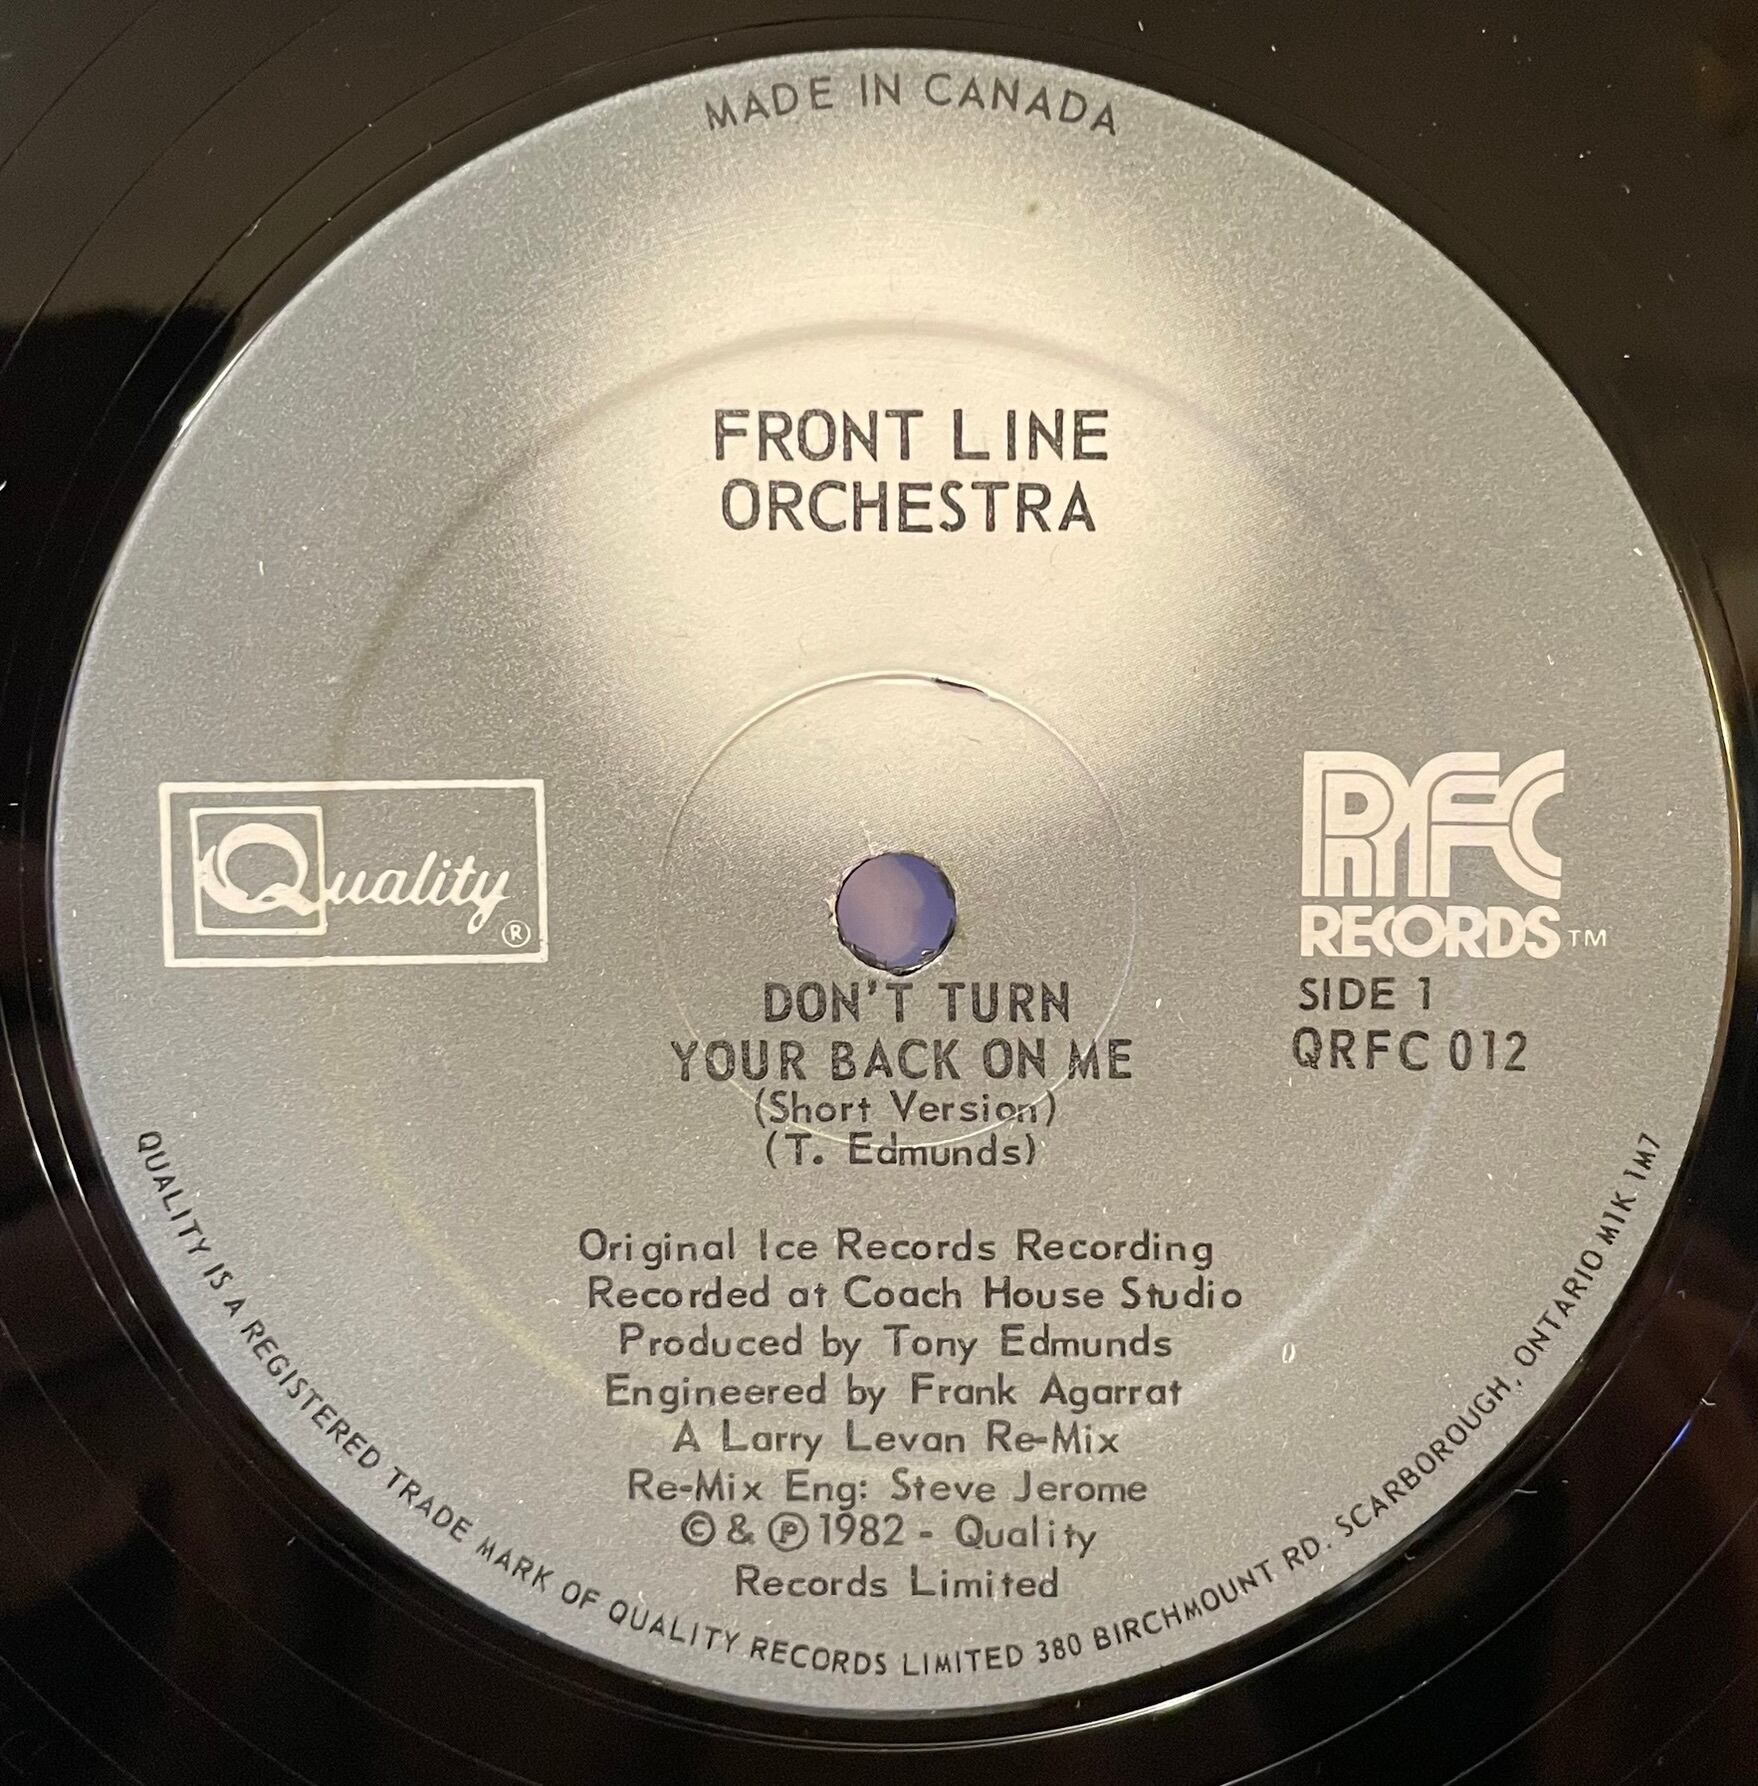 MADE IN CANADA
FRONT LINE
ORCHESTRA
Quality ®
RFC
RECORDS™
SIDE 1
QRFC 012
DON'T TURN
YOUR BACK ON ME
(Short Version)
(T. Edmunds)
Original Ice Records Recording
Recorded at Coach House Studio
Produced by Tony Edmunds
Engineered by Frank Agarrat
A Larry Levan Re-Mix
Re-Mix Eng: Steve Jerome
© & ℗ 1982 - Quality
Records Limited
QUALITY IS A REGISTERED TRADE MARK OF QUALITY RECORDS LIMITED 380 BIRCHMOUNT RD. SCARBOROUGH, ONTARIO M1K 1M7